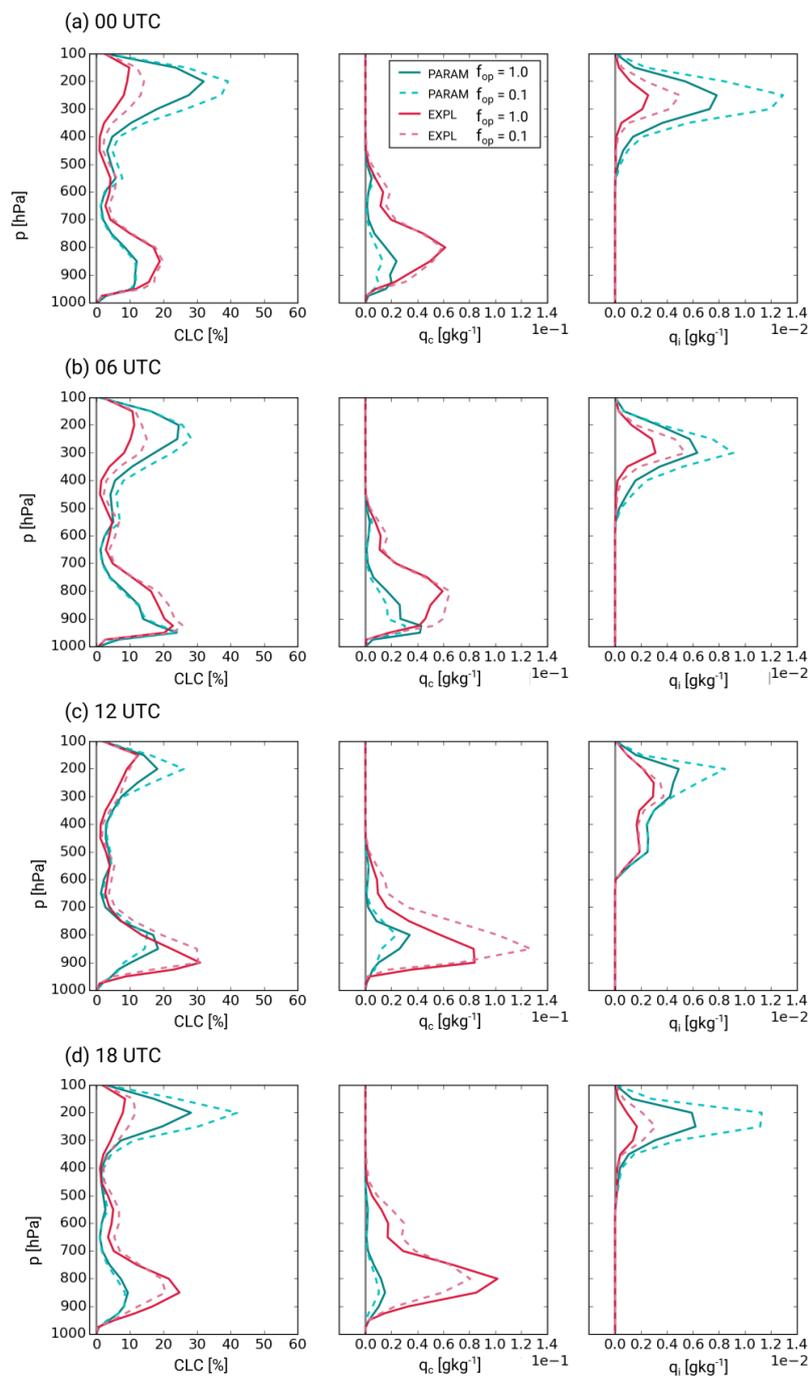 (a) 00 UTC
100
200
300
400
500
600
700
800
900
1000
p [hPa]
0 10 20 30 40 50 60
CLC [%]
PARAM f_op = 1.0
PARAM f_op = 0.1
EXPL f_op = 1.0
EXPL f_op = 0.1
0.0 0.2 0.4 0.6 0.8 1.0 1.2 1.4
q_c [gkg⁻¹]
1e−1
0.0 0.2 0.4 0.6 0.8 1.0 1.2 1.4
q_i [gkg⁻¹]
1e−2
(b) 06 UTC
100
200
300
400
500
600
700
800
900
1000
p [hPa]
0 10 20 30 40 50 60
CLC [%]
0.0 0.2 0.4 0.6 0.8 1.0 1.2 1.4
q_c [gkg⁻¹]
1e−1
0.0 0.2 0.4 0.6 0.8 1.0 1.2 1.4
q_i [gkg⁻¹]
1e−2
(c) 12 UTC
100
200
300
400
500
600
700
800
900
1000
p [hPa]
0 10 20 30 40 50 60
CLC [%]
0.0 0.2 0.4 0.6 0.8 1.0 1.2 1.4
q_c [gkg⁻¹]
1e−1
0.0 0.2 0.4 0.6 0.8 1.0 1.2 1.4
q_i [gkg⁻¹]
1e−2
(d) 18 UTC
100
200
300
400
500
600
700
800
900
1000
p [hPa]
0 10 20 30 40 50 60
CLC [%]
0.0 0.2 0.4 0.6 0.8 1.0 1.2 1.4
q_c [gkg⁻¹]
1e−1
0.0 0.2 0.4 0.6 0.8 1.0 1.2 1.4
q_i [gkg⁻¹]
1e−2